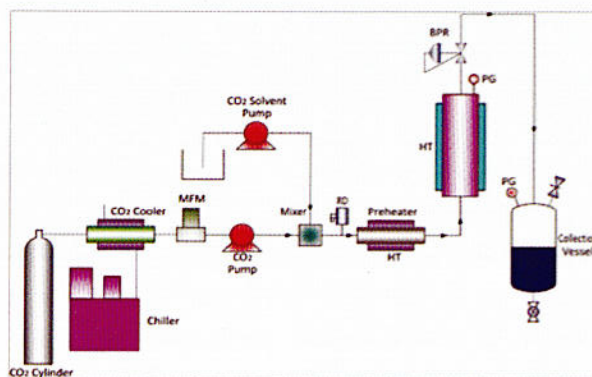 BPR
PG
CO₂ Solvent
Pump
HT
PG
CO₂ Cooler
MFM
Mixer
RD
Preheater
Collector
Vessel
CO₂
Pump
HT
Chiller
CO₂ Cylinder